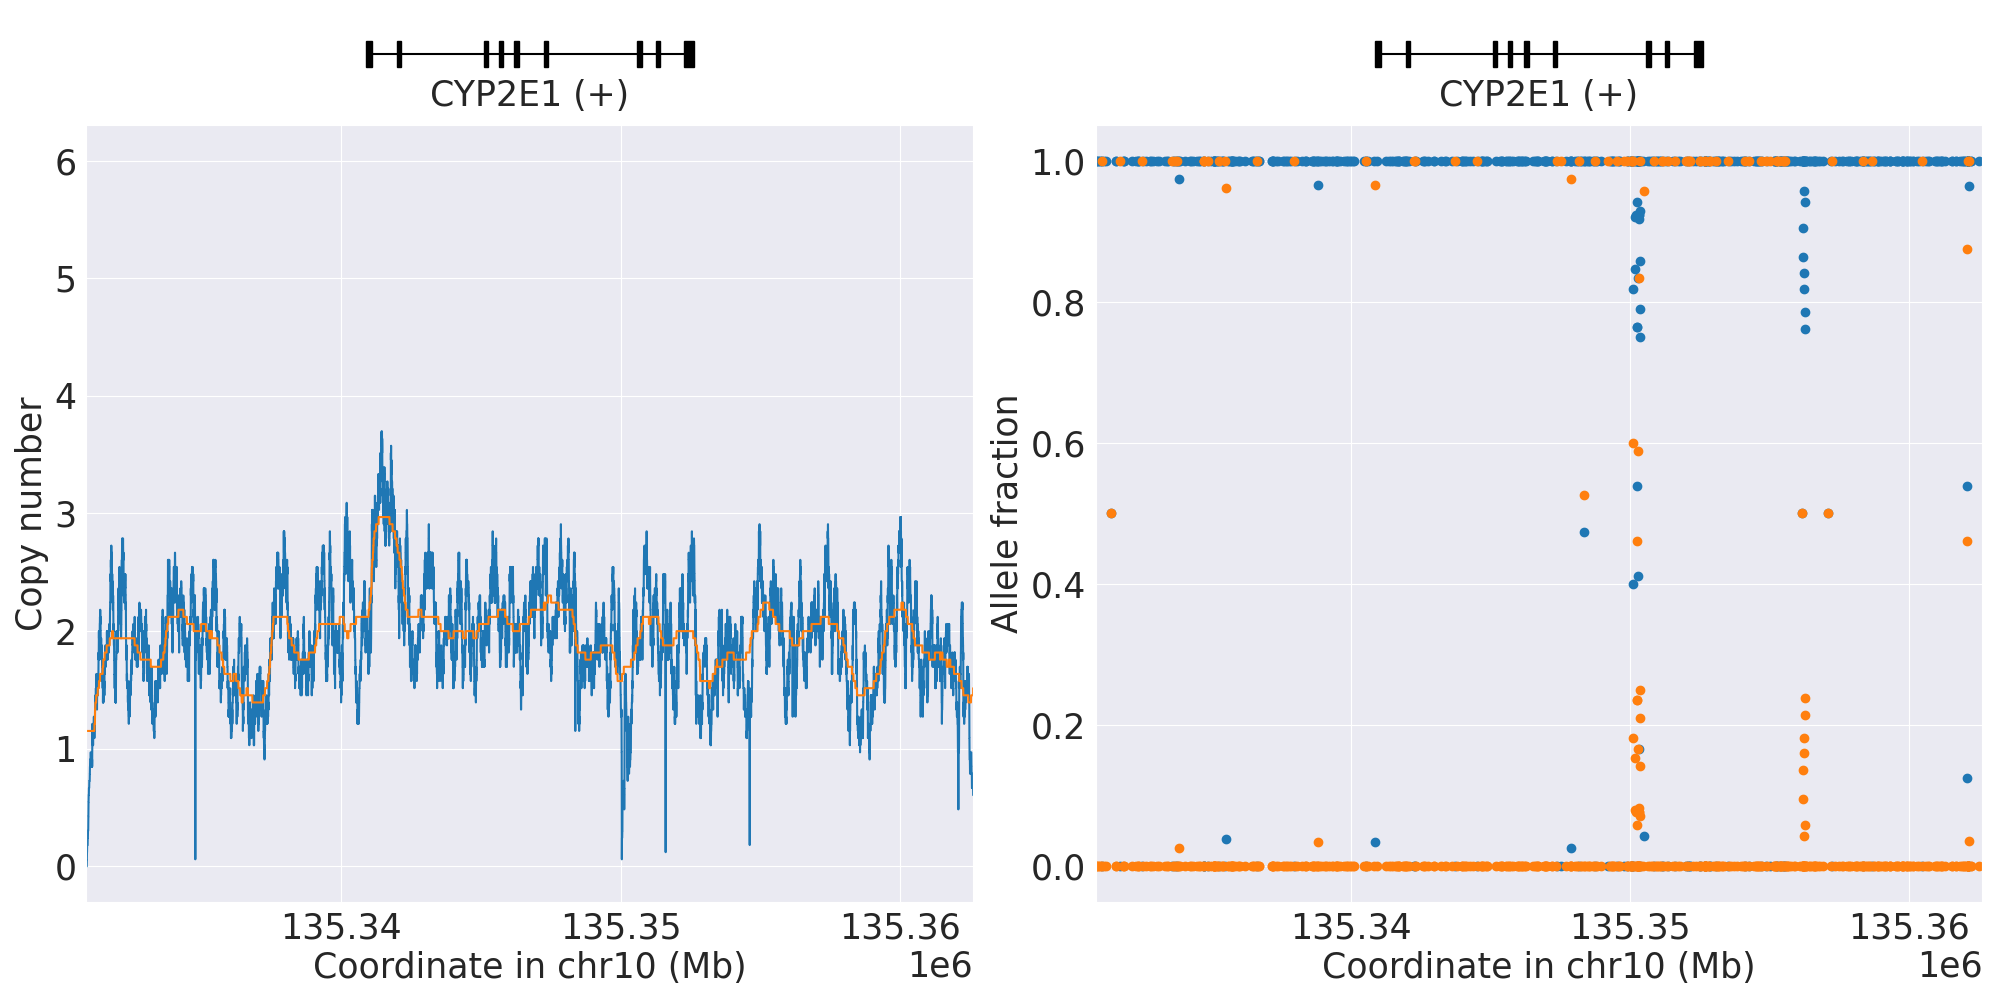 CYP2E1 (+)
CYP2E1 (+)
Copy number
6
5
4
3
2
1
0
135.34
135.35
135.36
Coordinate in chr10 (Mb)
1e6
Allele fraction
1.0
0.8
0.6
0.4
0.2
0.0
135.34
135.35
135.36
Coordinate in chr10 (Mb)
1e6